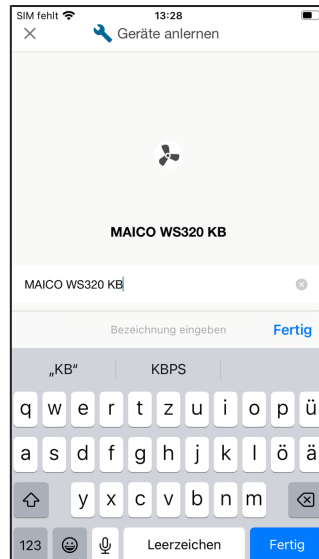 SIM fehlt 13:28
Geräte anlernen
MAICO WS320 KB
MAICO WS320 KB
Bezeichnung eingeben Fertig
„KB“ KBPS
q w e r t z u i o p ü
a s d f g h j k l ö ä
y x c v b n m
123 Leerzeichen Fertig